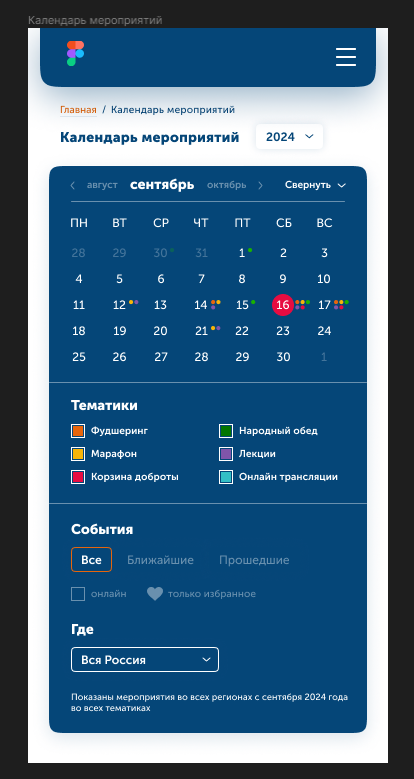 Календарь мероприятий
Главная / Календарь мероприятий
Календарь мероприятий 2024
август сентябрь октябрь Свернуть
ПН ВТ СР ЧТ ПТ СБ ВС
28 29 30 31 1 2 3
4 5 6 7 8 9 10
11 12 13 14 15 16 17
18 19 20 21 22 23 24
25 26 27 28 29 30 1
Тематики
Фудшеринг Народный обед
Марафон Лекции
Корзина доброты Онлайн трансляции
События
Все Ближайшие Прошедшие
онлайн только избранное
Где
Вся Россия
Показаны мероприятия во всех регионах с сентября 2024 года
во всех тематиках